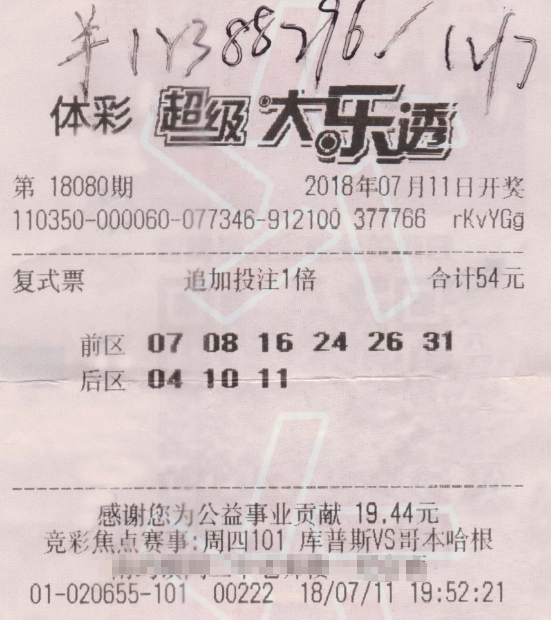 体彩 超级大乐透
第 18080期 2018年07月11日开奖
110350-000060-077346-912100 377766 rKvYGg
复式票 追加投注1倍 合计54元
前区 07 08 16 24 26 31
后区 04 10 11
感谢您为公益事业贡献 19.44元
竞彩焦点赛事:周四101 库普斯VS哥本哈根
01-020655-101 00222 18/07/11 19:52:21